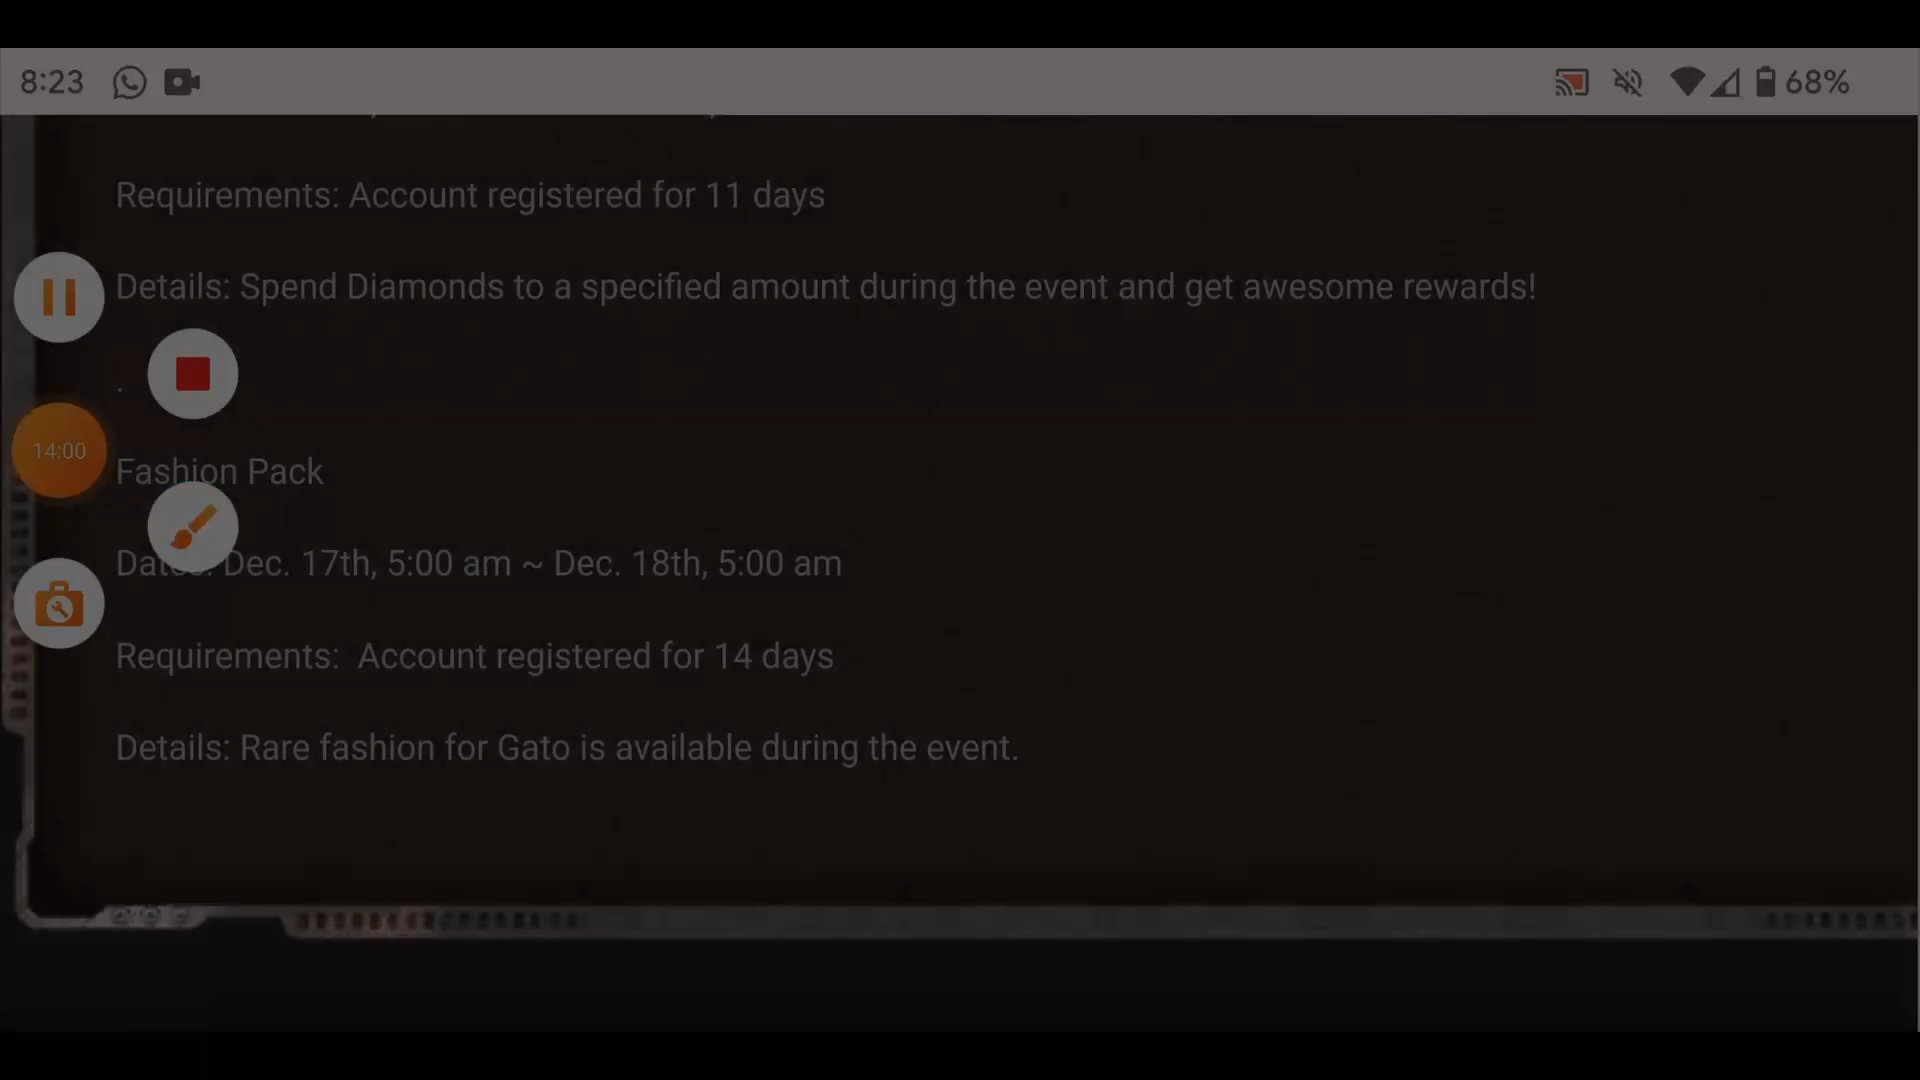 8:23
68%
Requirements: Account registered for 11 days
Details: Spend Diamonds to a specified amount during the event and get awesome rewards!
.
14:00
Fashion Pack
Dec. 17th, 5:00 am ~ Dec. 18th, 5:00 am
Requirements:  Account registered for 14 days
Details: Rare fashion for Gato is available during the event.